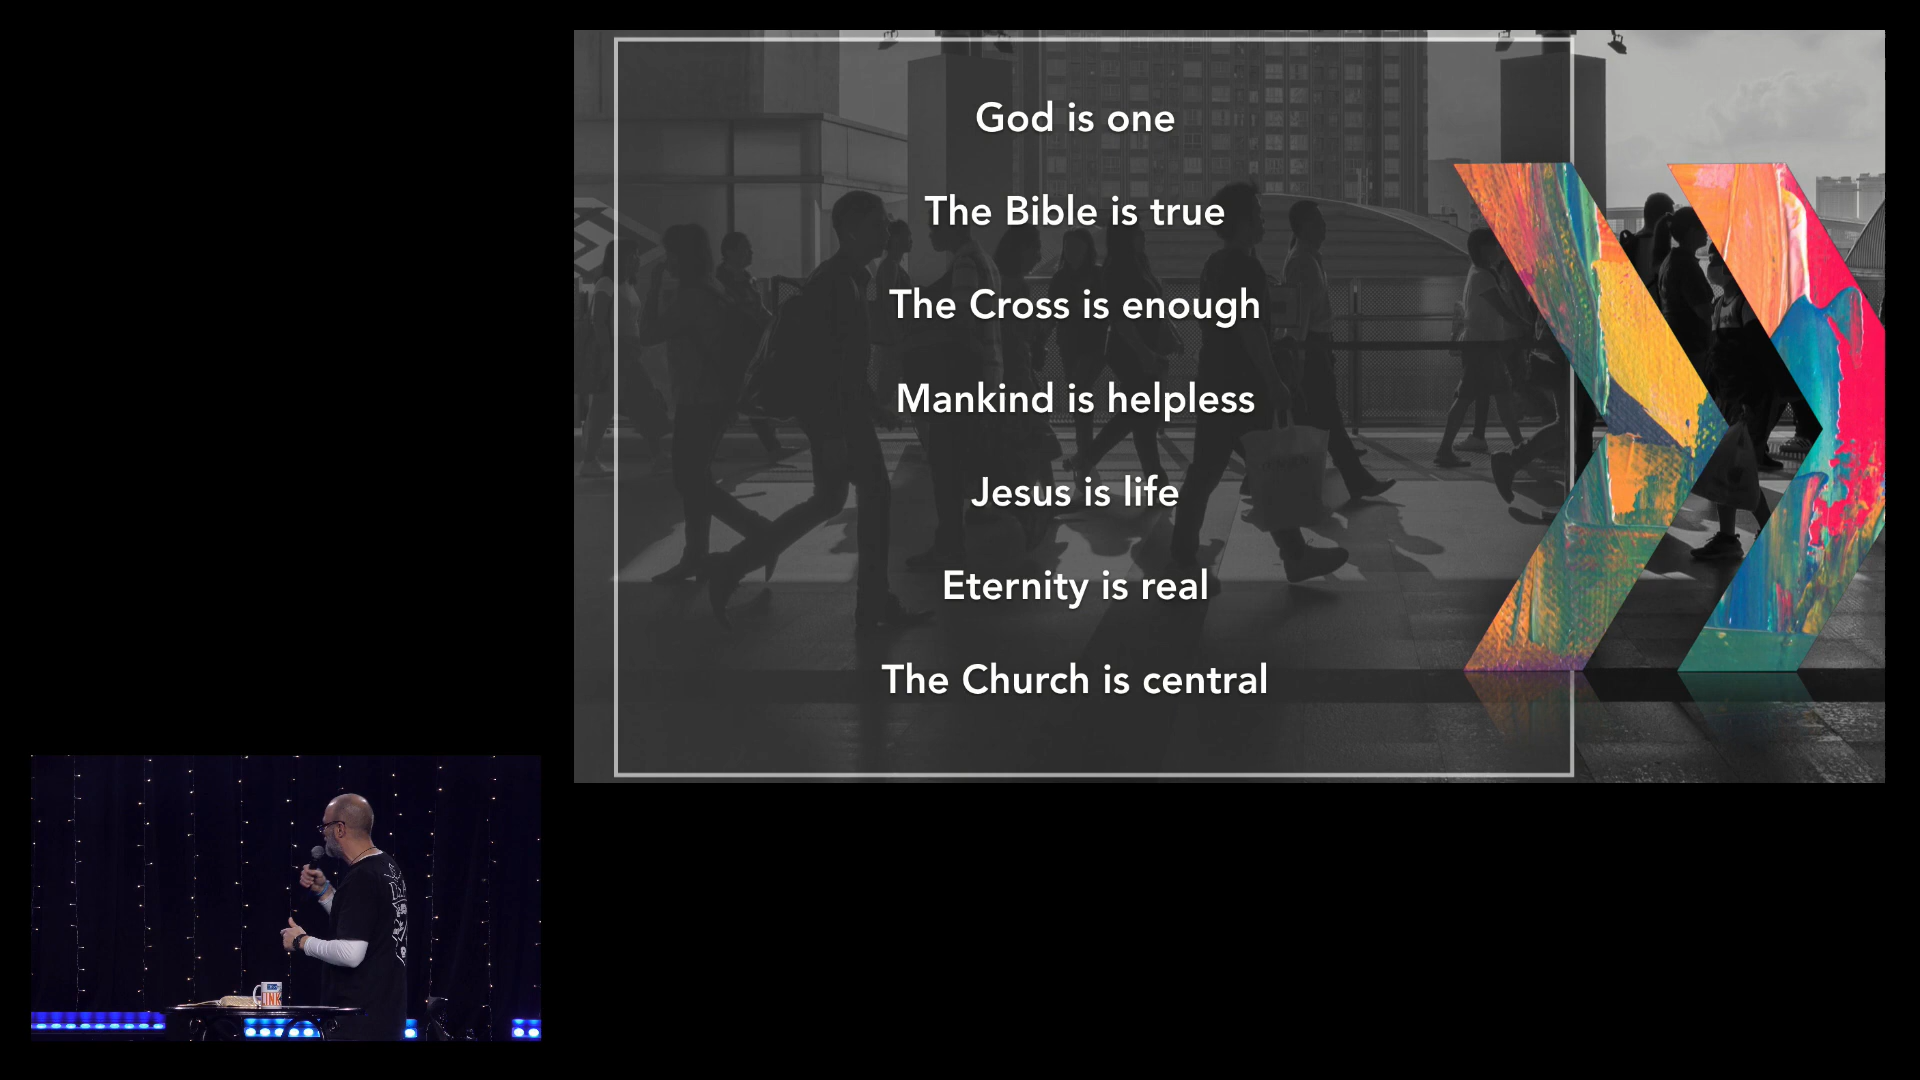 God is one
The Bible is true
The Cross is enough
Mankind is helpless
Jesus is life
Eternity is real
The Church is central